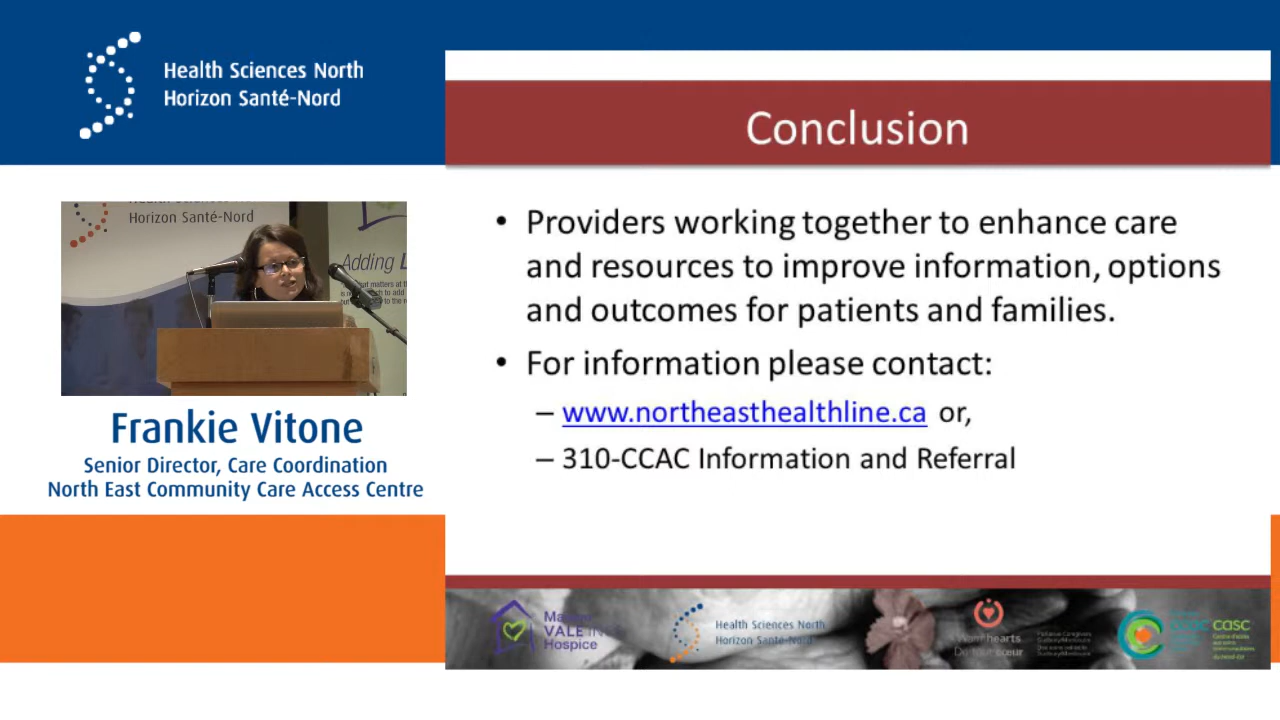 Health Sciences North
Horizon Santé-Nord
Conclusion
Horizon Santé-Nord
Adding
Frankie Vitone
Senior Director, Care Coordination
North East Community Care Access Centre
• Providers working together to enhance care
and resources to improve information, options
and outcomes for patients and families.
• For information please contact:
– www.northeasthealthline.ca or,
– 310-CCAC Information and Referral
VALE
Hospice
Health Sciences North
Horizon Santé-Nord
hearts
ccac casc